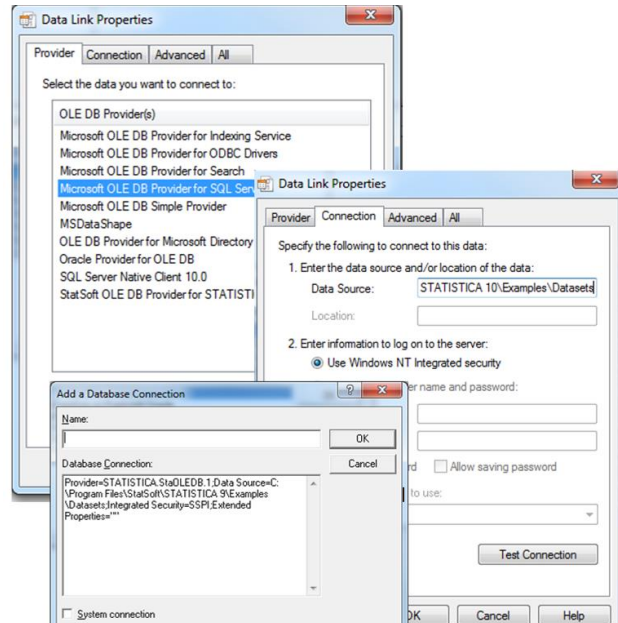 Data Link Properties
Provider Connection Advanced All
Select the data you want to connect to:
OLE DB Provider(s)
Microsoft OLE DB Provider for Indexing Service
Microsoft OLE DB Provider for ODBC Drivers
Microsoft OLE DB Provider for Search
Microsoft OLE DB Provider for SQL
Microsoft OLE DB Simple Provider
MSDataShape
OLE DB Provider for Microsoft Directory
Oracle Provider for OLE DB
SQL Server Native Client 10.0
StatSoft OLE DB Provider for
Data Link Properties
Provider Connection Advanced All
Specify the following to connect to this data:
1. Enter the data source and/or location of the data:
Data Source: STATISTICA 10\Examples\Datasets
Location:
2. Enter information to log on to the server:
Use Windows NT Integrated security
name and password:
Allow saving password
to use:
Test Connection
Cancel Help
Add a Database Connection
Name:
OK
Database Connection:
Cancel
Provider=STATISTICA.StaOLEDB.1;Data Source=C:
\Program Files\StatSoft\STATISTICA 9\Examples
\Datasets;Integrated Security=SSPI;Extended
Properties=""
System connection